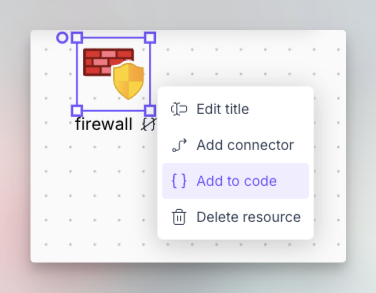 firewall
Edit title
Add connector
{ } Add to code
Delete resource